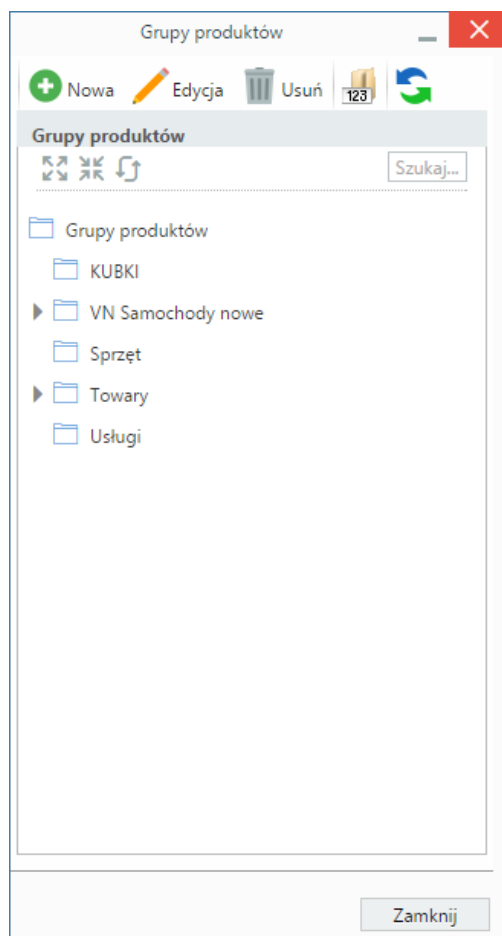 Grupy produktów
Nowa Edycja Usuń 123
Grupy produktów
Szukaj...
Grupy produktów
KUBKI
VN Samochody nowe
Sprzęt
Towary
Usługi
Zamknij